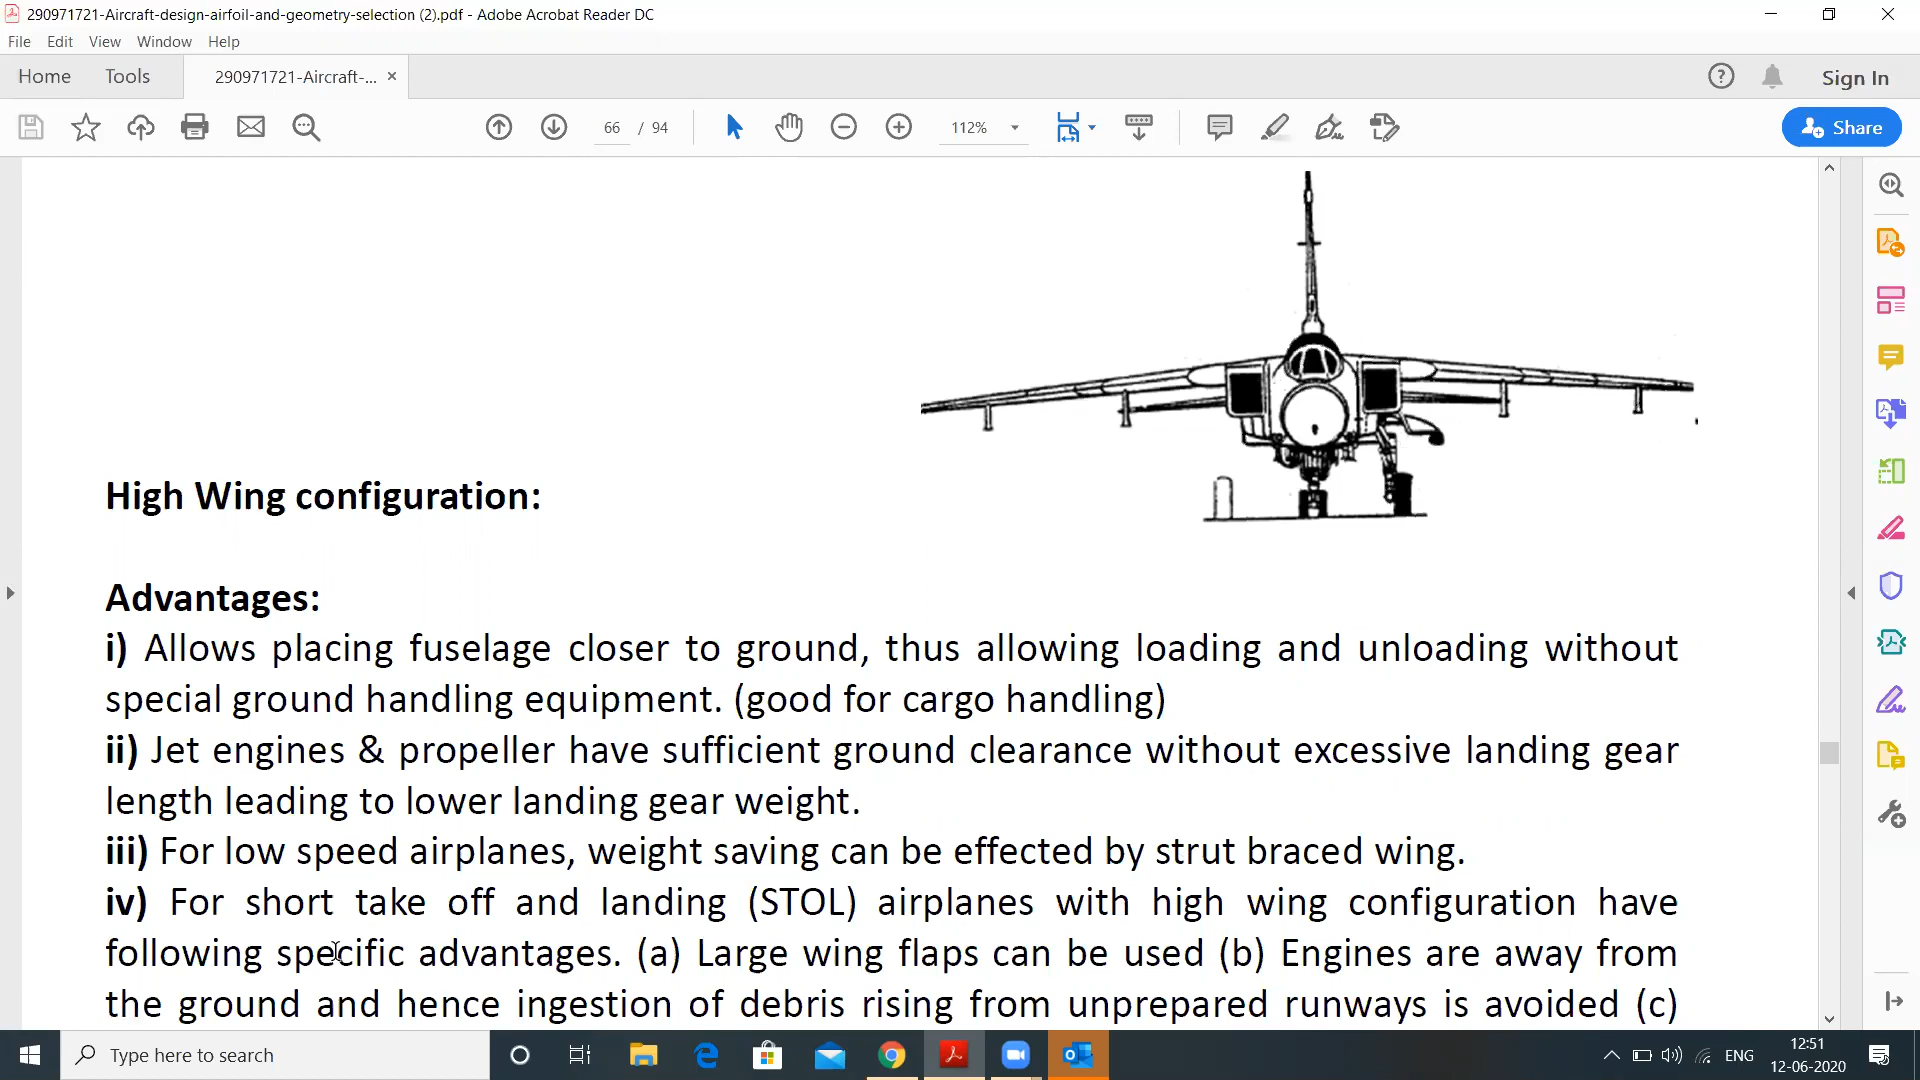 290971721-Aircraft-design-airfoil-and-geometry-selection (2).pdf - Adobe Acrobat Reader DC
File Edit View Window Help
Home Tools 290971721-Aircraft-... × ? Sign In
66 / 94 112% Share
High Wing configuration:
Advantages:
i) Allows placing fuselage closer to ground, thus allowing loading and unloading without
special ground handling equipment. (good for cargo handling)
ii) Jet engines & propeller have sufficient ground clearance without excessive landing gear
length leading to lower landing gear weight.
iii) For low speed airplanes, weight saving can be effected by strut braced wing.
iv) For short take off and landing (STOL) airplanes with high wing configuration have
following specific advantages. (a) Large wing flaps can be used (b) Engines are away from
the ground and hence ingestion of debris rising from unprepared runways is avoided (c)
Type here to search
ENG
12:51
12-06-2020